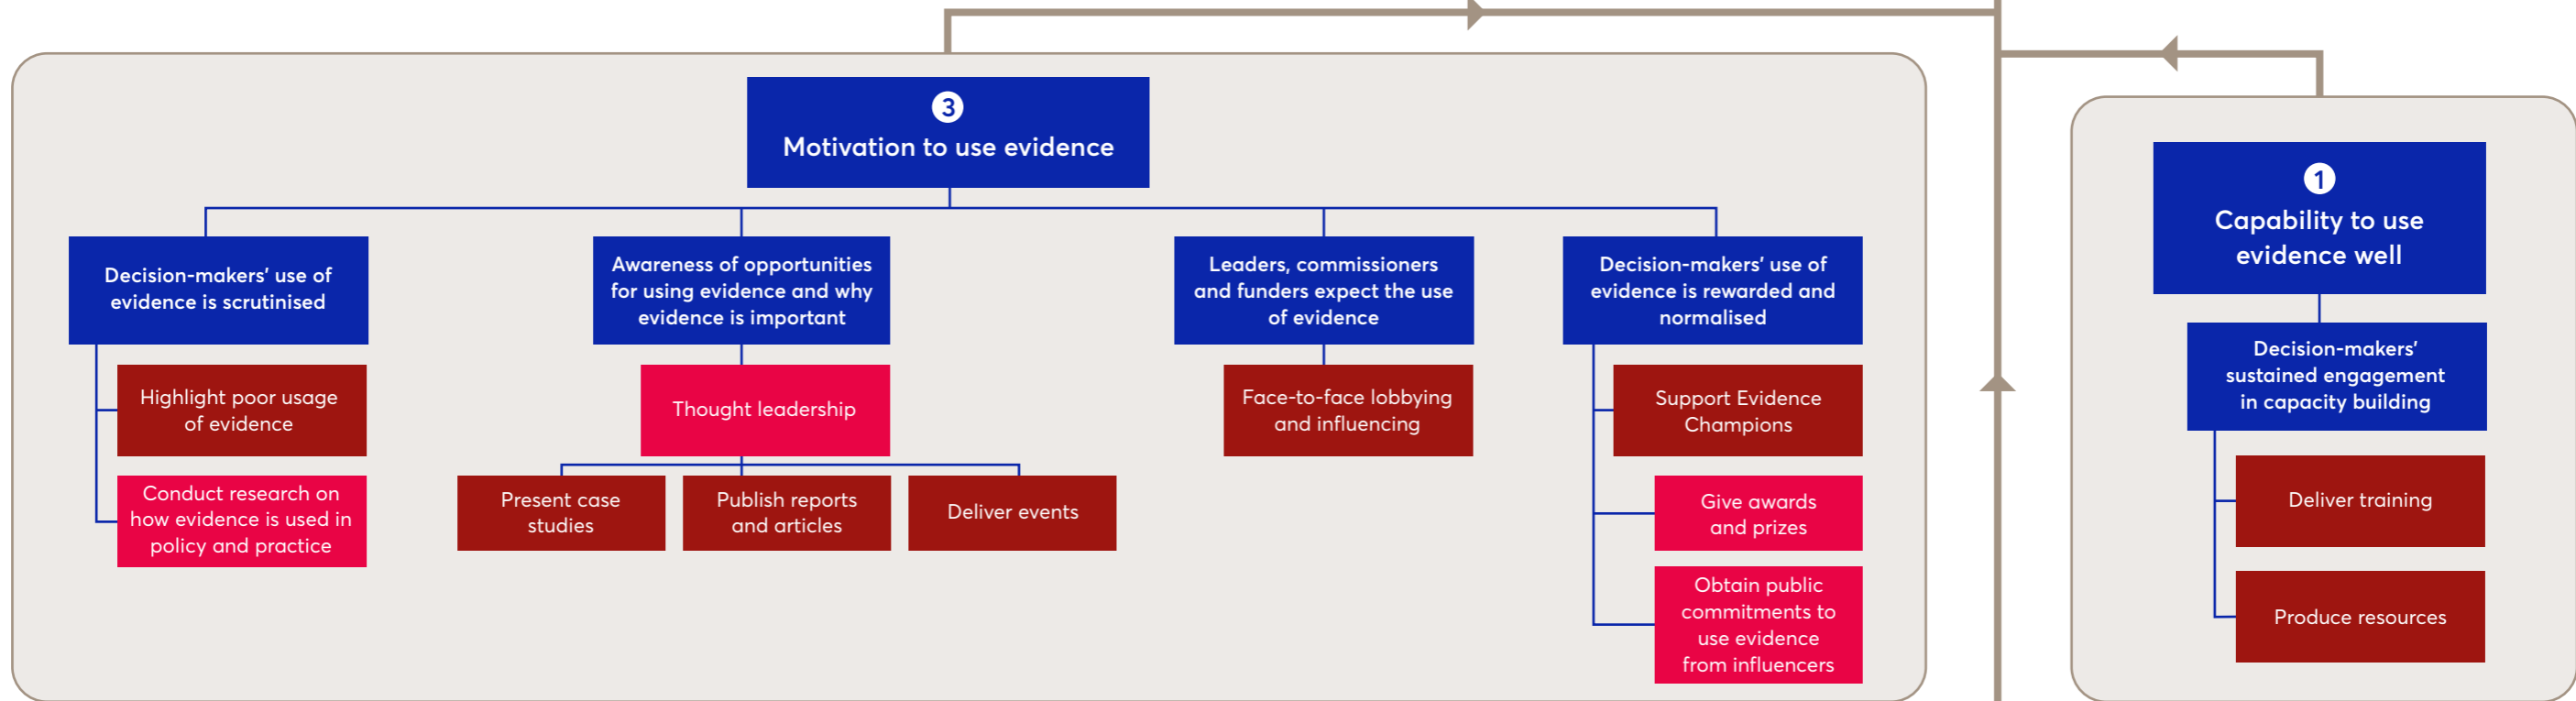 3
Motivation to use evidence
Decision-makers' use of
evidence is scrutinised
Highlight poor usage
of evidence
Conduct research on
how evidence is used in
policy and practice
Awareness of opportunities
for using evidence and why
evidence is important
Thought leadership
Present case
studies
Publish reports
and articles
Deliver events
Leaders, commissioners
and funders expect the use
of evidence
Face-to-face lobbying
and influencing
Decision-makers' use of
evidence is rewarded and
normalised
Support Evidence
Champions
Give awards
and prizes
Obtain public
commitments to
use evidence
from influencers
1
Capability to use
evidence well
Decision-makers'
sustained engagement
in capacity building
Deliver training
Produce resources